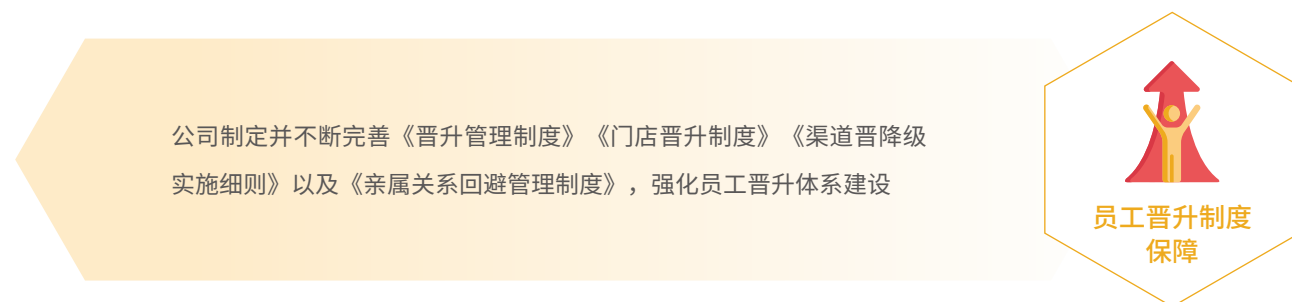 公司制定并不断完善《晋升管理制度》《门店晋升制度》《渠道晋降级
实施细则》以及《亲属关系回避管理制度》，强化员工晋升体系建设
员工晋升制度
保障